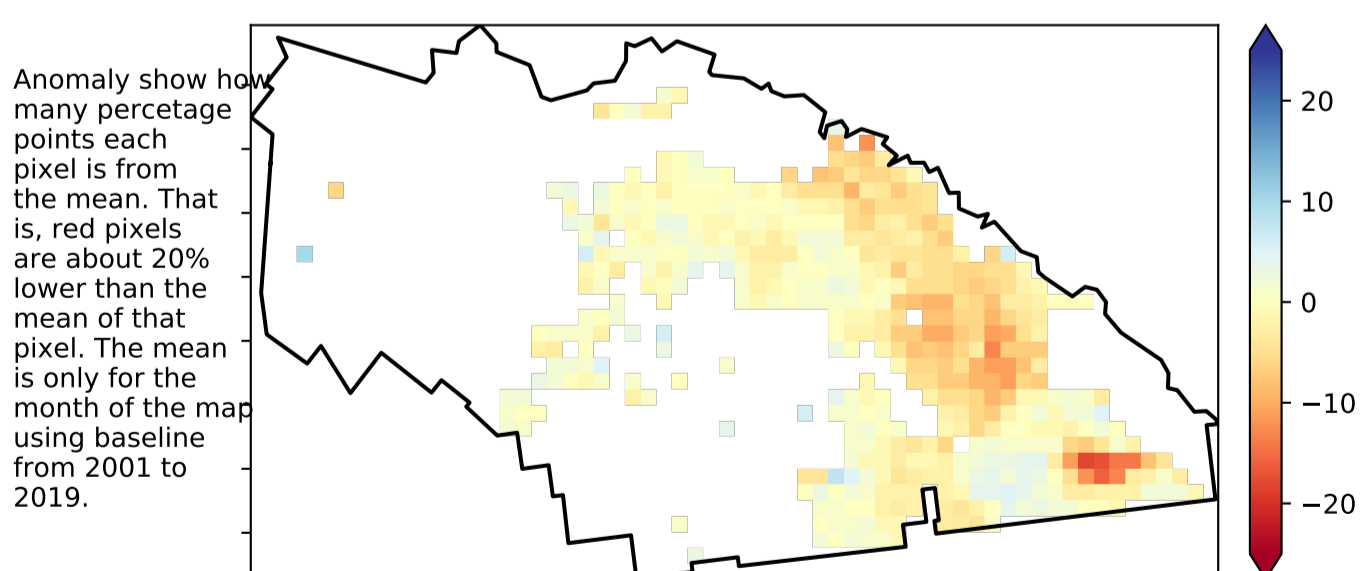 Anomaly show how
many percetage
points each
pixel is from
the mean. That
is, red pixels
are about 20%
lower than the
mean of that
pixel. The mean
is only for the
month of the map
using baseline
from 2001 to
2019.
20
10
0
−10
−20